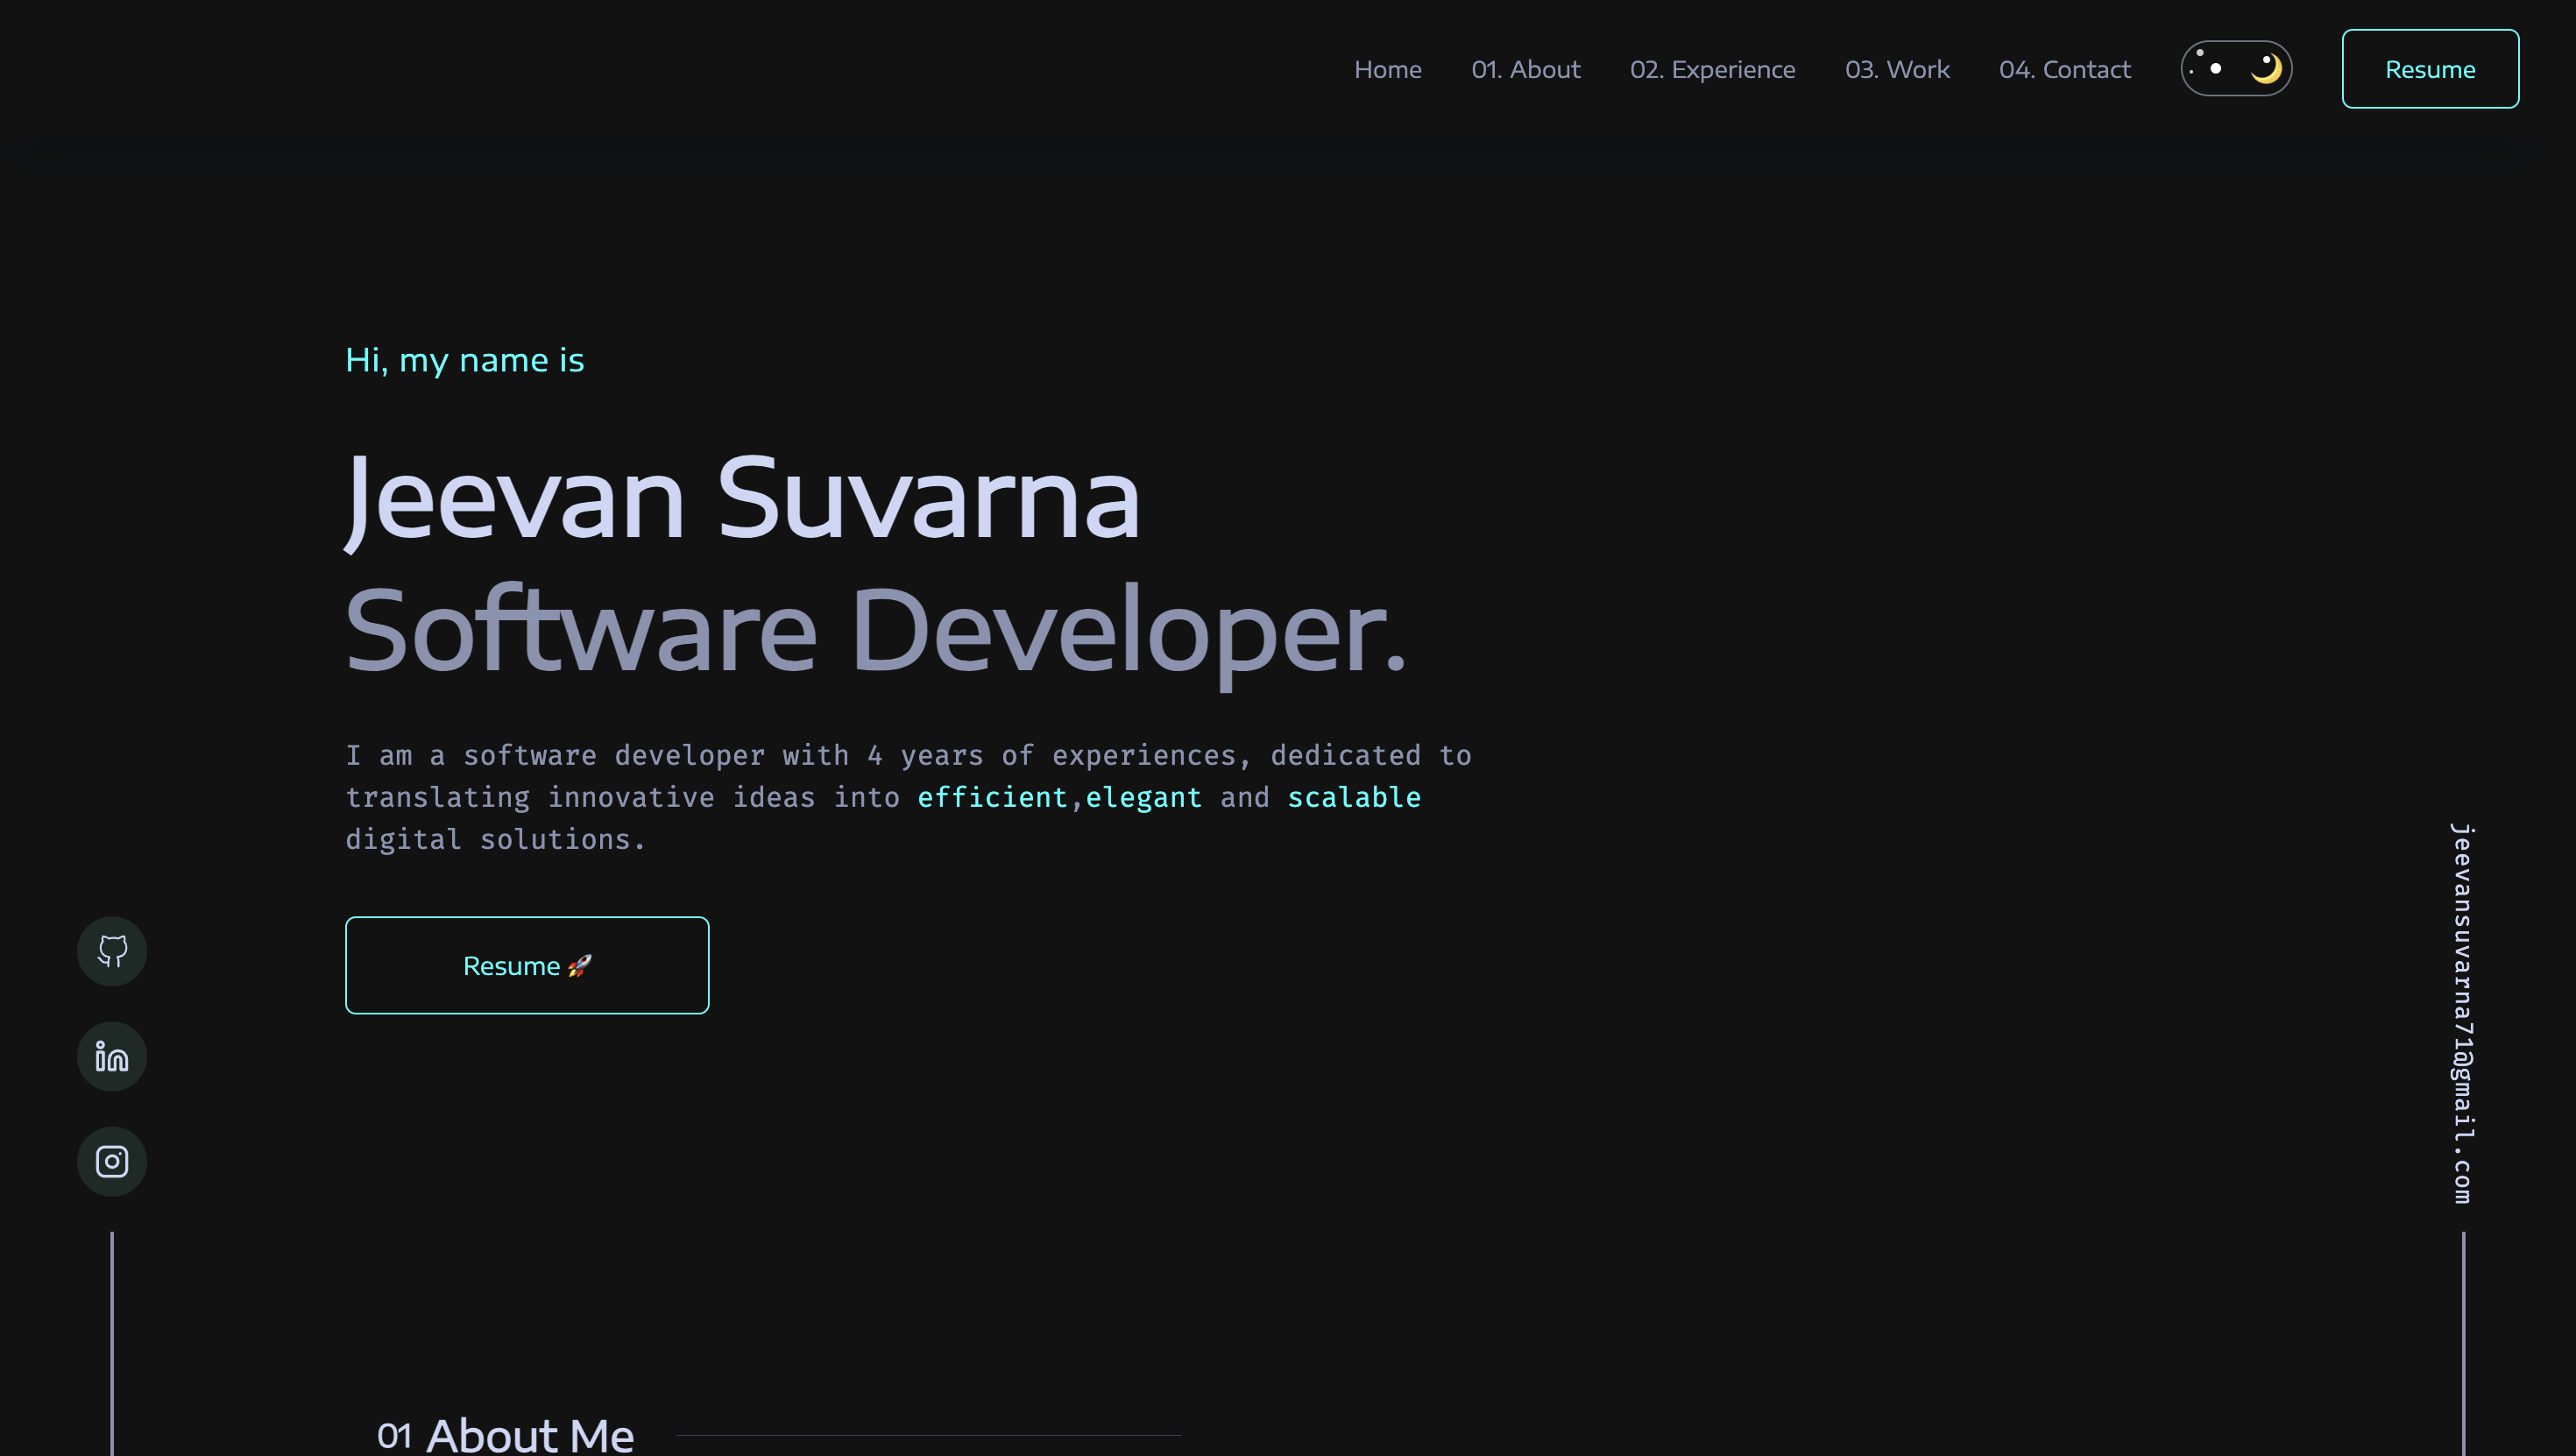 Home 01. About 02. Experience 03. Work 04. Contact Resume
Hi, my name is
Jeevan Suvarna
Software Developer.
I am a software developer with 4 years of experiences, dedicated to
translating innovative ideas into efficient,elegant and scalable
digital solutions.
Resume 🚀
jeevansuvarna71@gmail.com
01 About Me